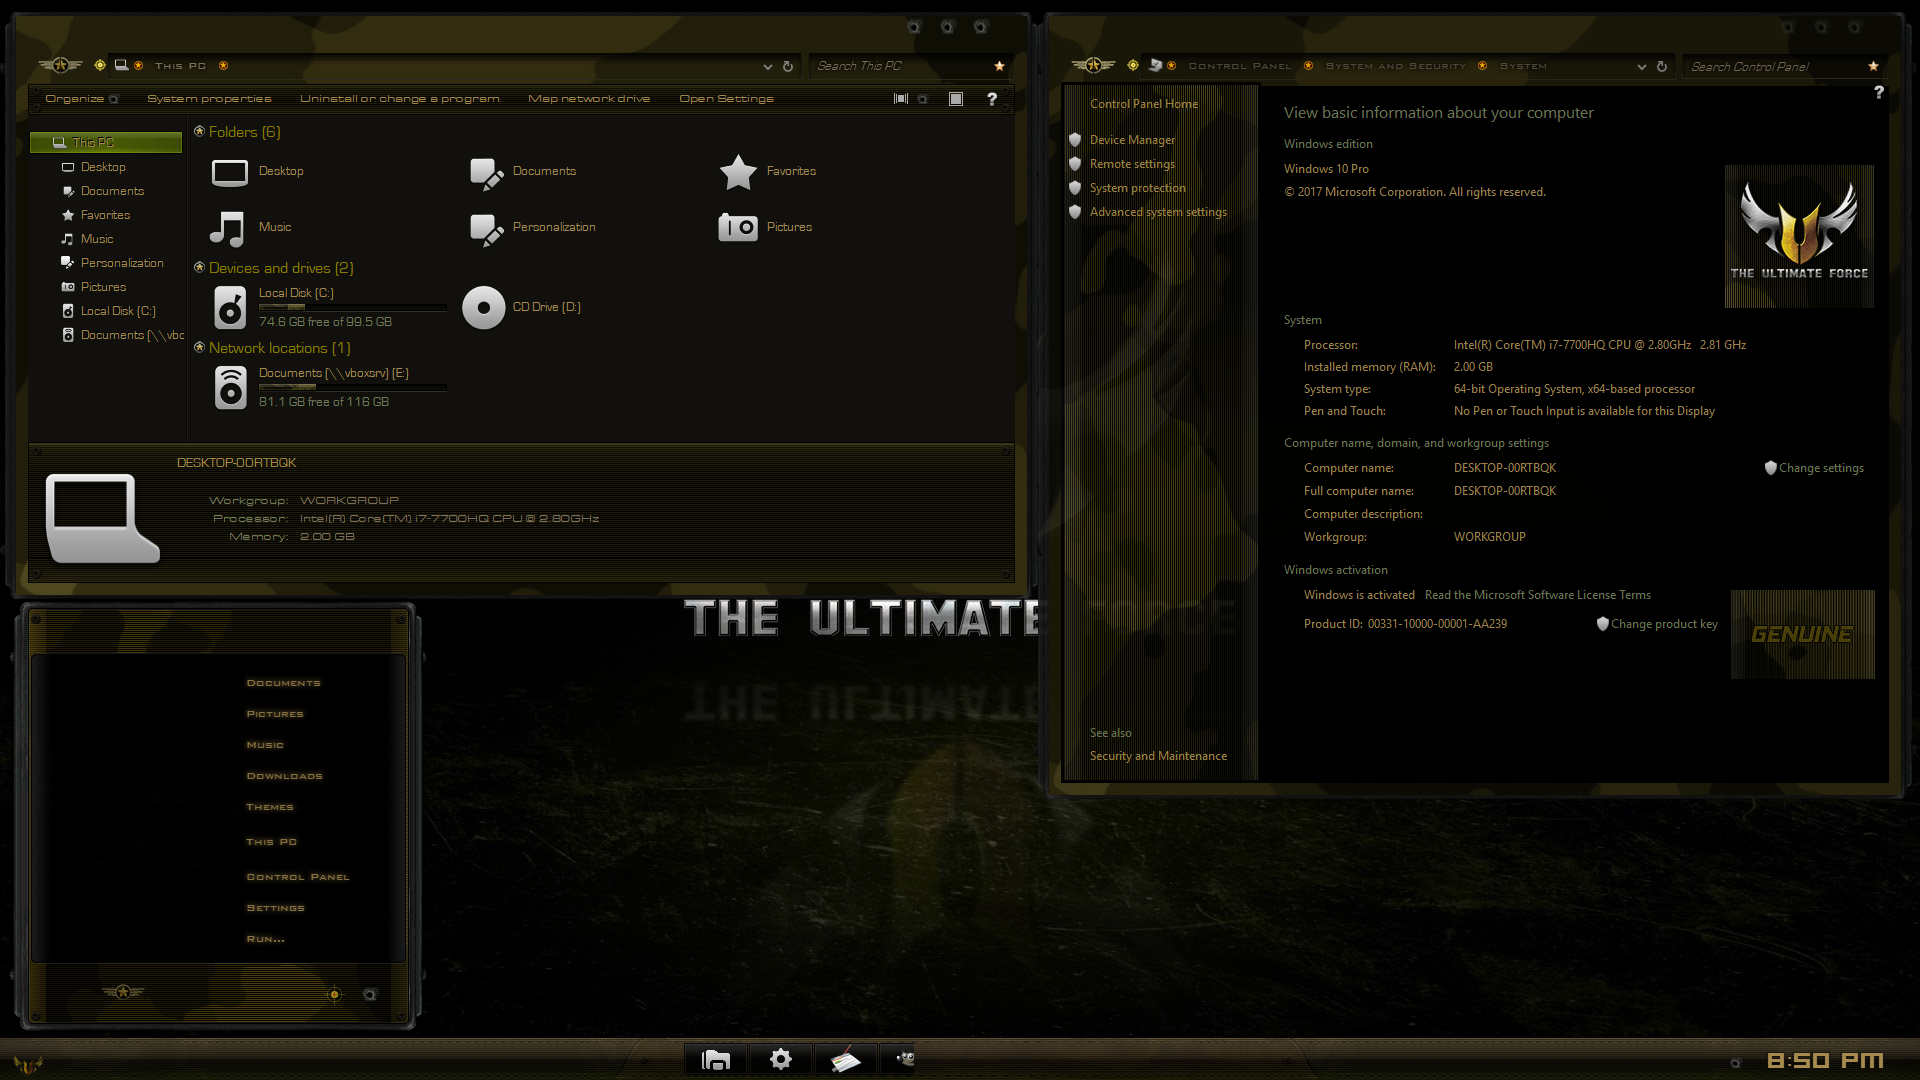 This PC
Search This PC
Organize
System properties
Uninstall or change a program
Map network drive
Open Settings
?
This PC
Desktop
Documents
Favorites
Music
Personalization
Pictures
Local Disk (C:)
Documents (\\vbc
Folders (6)
Desktop
Documents
Favorites
Music
Personalization
Pictures
Devices and drives (2)
Local Disk (C:)
74.6 GB free of 99.5 GB
CD Drive (D:)
Network locations (1)
Documents (\\vboxsrv) (E:)
81.1 GB free of 116 GB
DESKTOP-00RTBQK
Workgroup: WORKGROUP
Processor: Intel(R) Core(TM) i7-7700HQ CPU @ 2.80GHz
Memory: 2.00 GB
Control Panel
System and Security
System
Search Control Panel
?
Control Panel Home
Device Manager
Remote settings
System protection
Advanced system settings
See also
Security and Maintenance
View basic information about your computer
Windows edition
Windows 10 Pro
© 2017 Microsoft Corporation. All rights reserved.
THE ULTIMATE FORCE
System
Processor: Intel(R) Core(TM) i7-7700HQ CPU @ 2.80GHz 2.81 GHz
Installed memory (RAM): 2.00 GB
System type: 64-bit Operating System, x64-based processor
Pen and Touch: No Pen or Touch Input is available for this Display
Computer name, domain, and workgroup settings
Computer name: DESKTOP-00RTBQK
Change settings
Full computer name: DESKTOP-00RTBQK
Computer description:
Workgroup: WORKGROUP
Windows activation
Windows is activated Read the Microsoft Software License Terms
Product ID: 00331-10000-00001-AA239
Change product key
GENUINE
THE ULTIMATE FORCE
Documents
Pictures
Music
Downloads
Themes
This PC
Control Panel
Settings
Run...
8:50 PM